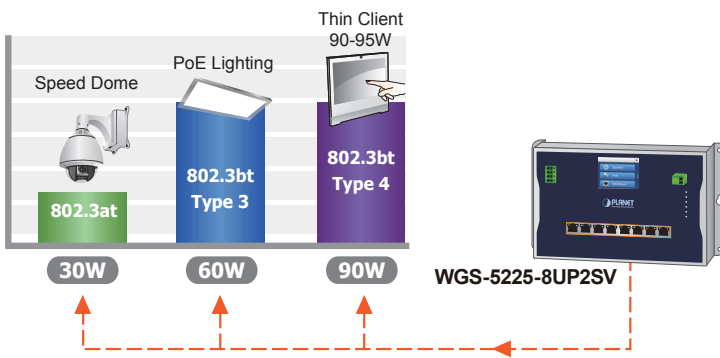 Thin Client
90-95W
PoE Lighting
Speed Dome
802.3at
802.3bt
Type 3
802.3bt
Type 4
30W
60W
90W
PLANET
WGS-5225-8UP2SV